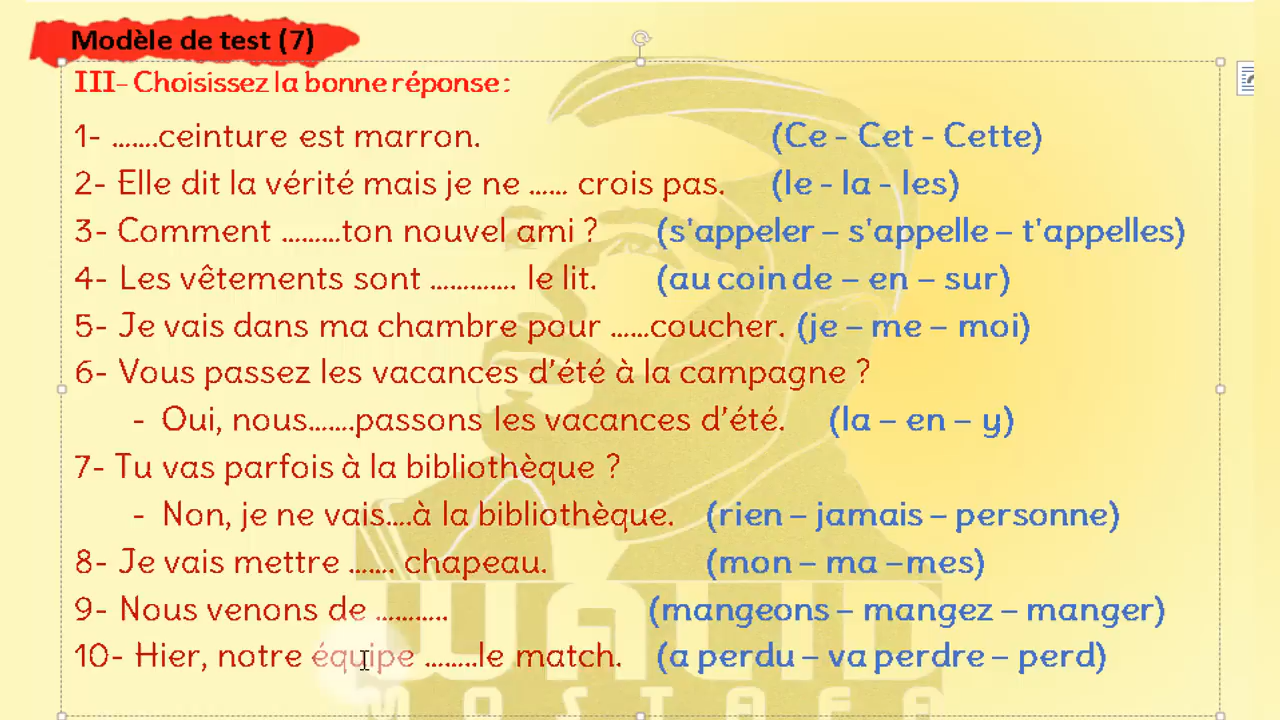 Modèle de test (7)
III- Choisissez la bonne réponse :
1- .......ceinture est marron. (Ce - Cet - Cette)
2- Elle dit la vérité mais je ne ...... crois pas. (le - la - les)
3- Comment .........ton nouvel ami ? (s'appeler – s'appelle – t'appelles)
4- Les vêtements sont ............. le lit. (au coin de – en – sur)
5- Je vais dans ma chambre pour ......coucher. (je – me – moi)
6- Vous passez les vacances d'été à la campagne ?
- Oui, nous.......passons les vacances d'été. (la – en – y)
7- Tu vas parfois à la bibliothèque ?
- Non, je ne vais....à la bibliothèque. (rien – jamais – personne)
8- Je vais mettre ....... chapeau. (mon – ma –mes)
9- Nous venons de ........... (mangeons – mangez – manger)
10- Hier, notre équipe ........le match. (a perdu – va perdre – perd)
WALID
MOSTAFA